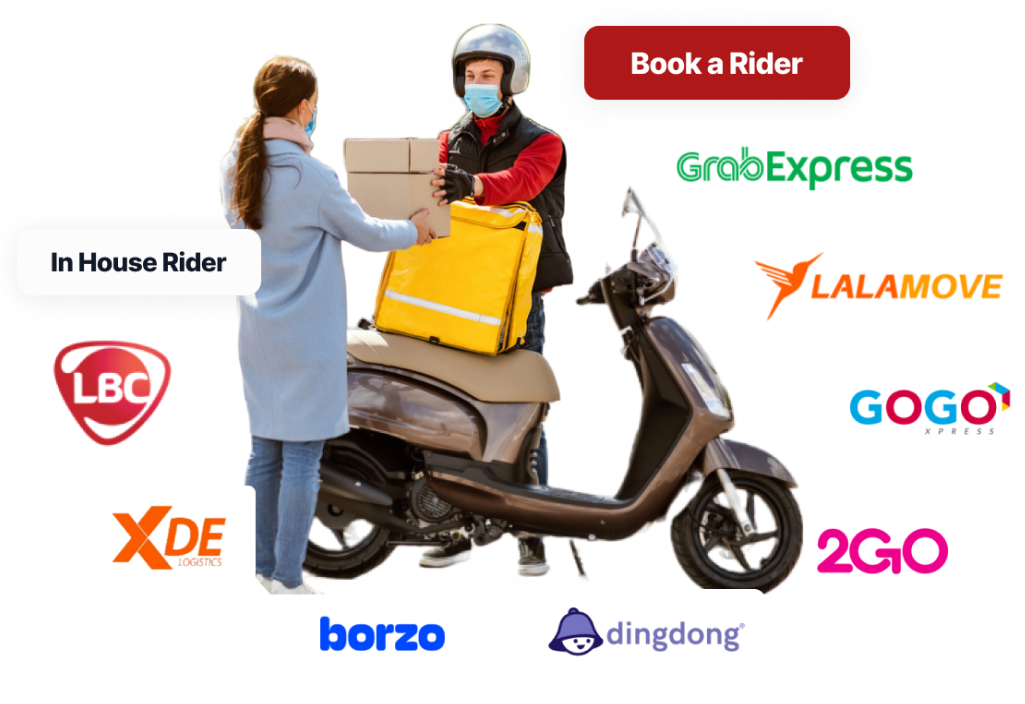 Book a Rider
GrabExpress
In House Rider
LALAMOVE
LBC
GOGO
XPRESS
XDE
LOGISTICS
2GO
borzo
dingdong®